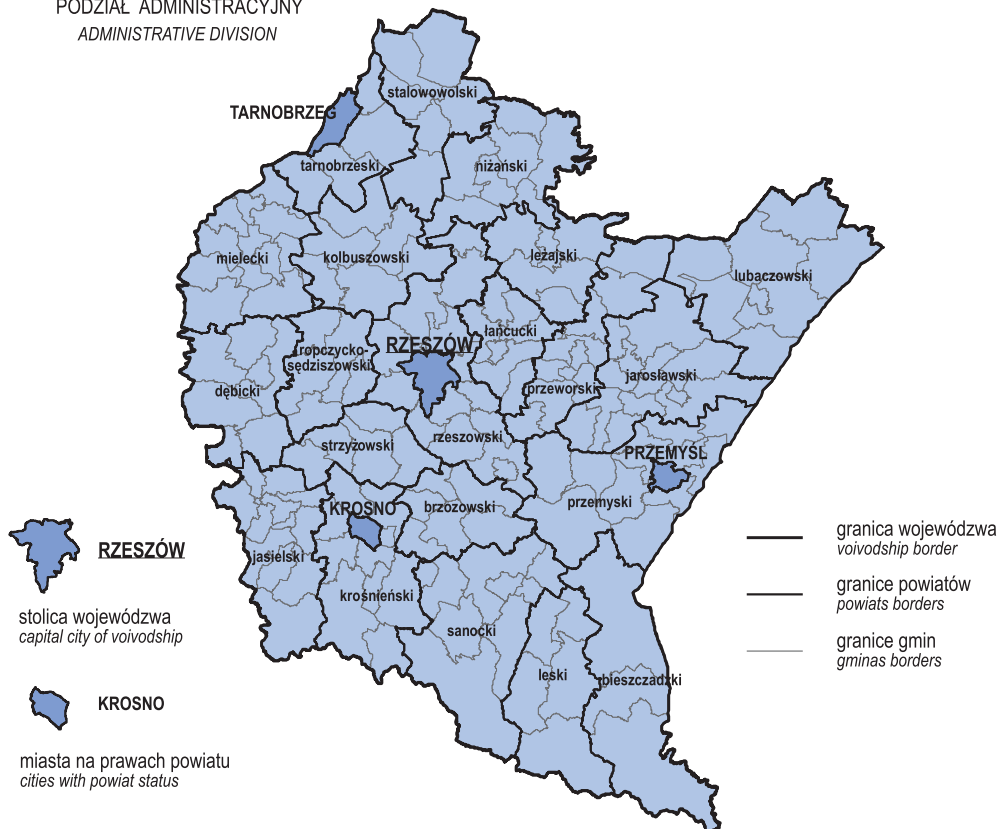 PODZIAŁ ADMINISTRACYJNY
ADMINISTRATIVE DIVISION
stalowowolski
TARNOBRZEG
tarnobrzeski
niżański
mielecki
kolbuszowski
leżajski
lubaczowski
łańcucki
RZESZÓW
ropczycko-
sędziszowski
dębicki
przeworski
jarosławski
strzyżowski
rzeszowski
PRZEMYŚL
KROSNO
brzozowski
przemyski
jasielski
krośnieński
sanocki
leski
bieszczadzki
RZESZÓW
stolica wojewódzwa
capital city of voivodship
KROSNO
miasta na prawach powiatu
cities with powiat status
granica wojewódzwa
voivodship border
granice powiatów
powiats borders
granice gmin
gminas borders